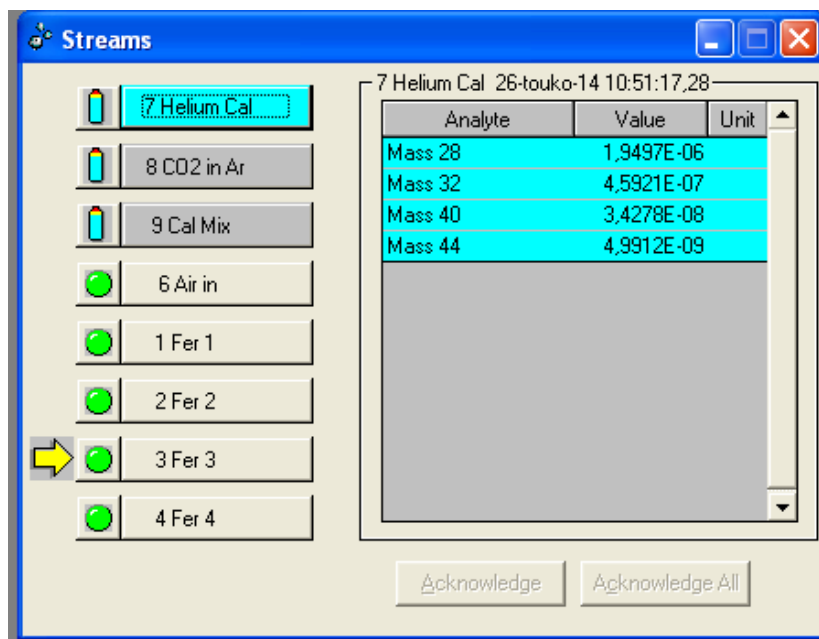 Streams
7 Helium Cal
8 CO2 in Ar
9 Cal Mix
6 Air in
1 Fer 1
2 Fer 2
3 Fer 3
4 Fer 4
7 Helium Cal 26-touko-14 10:51:17,28
Analyte Value Unit
Mass 28 1,9497E-06
Mass 32 4,5921E-07
Mass 40 3,4278E-08
Mass 44 4,9912E-09
Acknowledge Acknowledge All